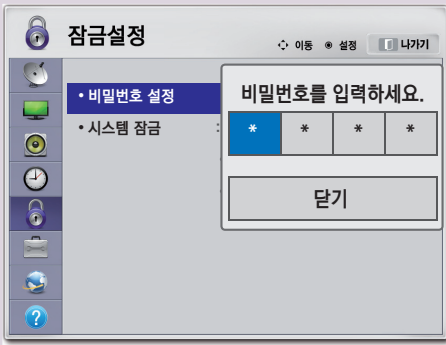 잠금설정
이동 설정 나가기
• 비밀번호 설정
• 시스템 잠금 :
비밀번호를 입력하세요.
* * * *
닫기
?